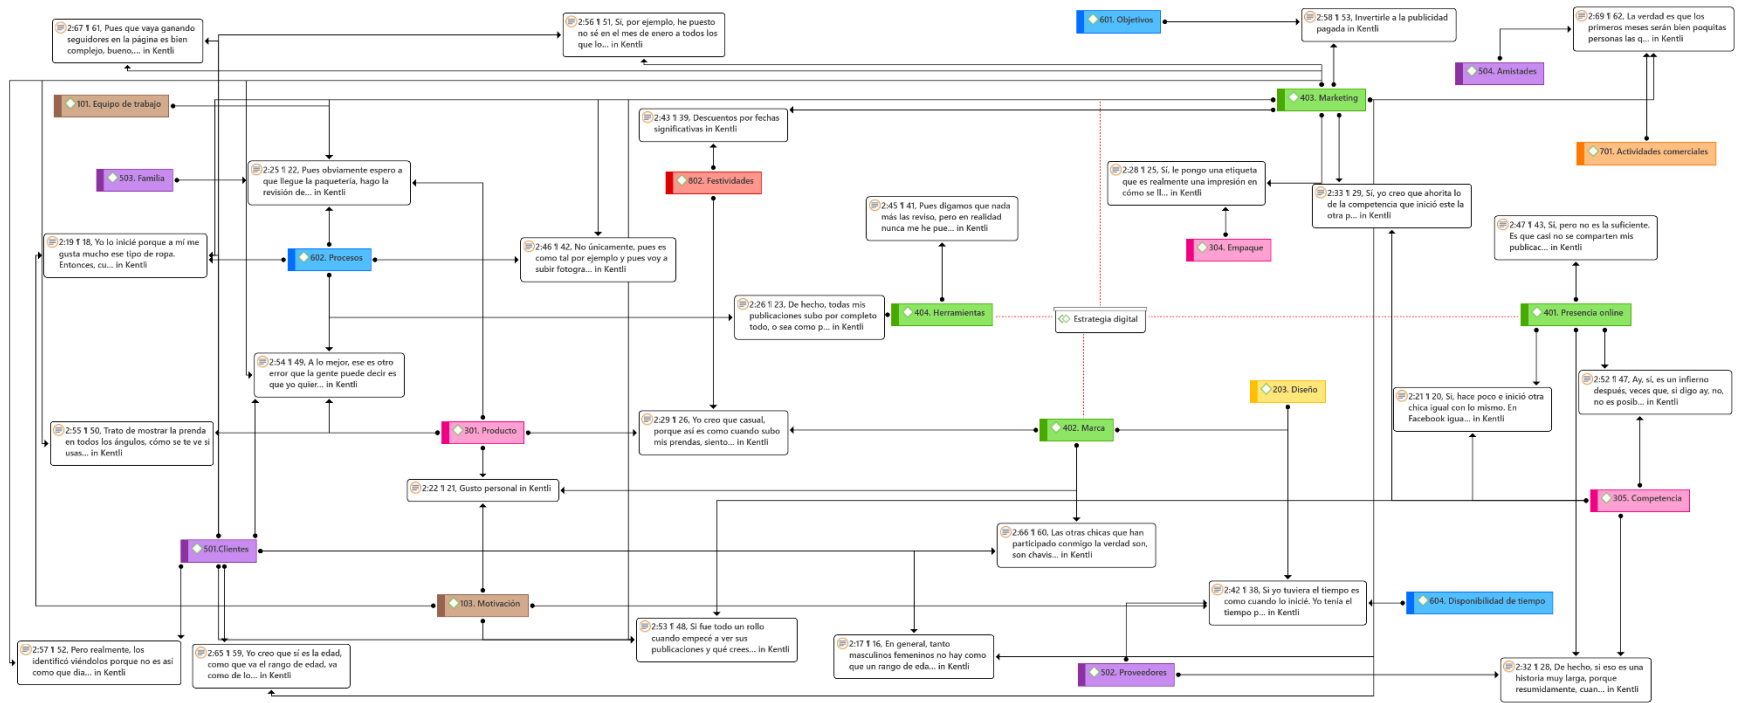 2:67 ¶ 61, Pues que vaya ganando
seguidores en la página es bien
complejo, bueno,... in Kentli
2:56 ¶ 51, Sí, por ejemplo, he puesto
no sé en el mes de enero a todos los
que lo... in Kentli
601. Objetivos
2:58 ¶ 53, Invertirle a la publicidad
pagada in Kentli
2:69 ¶ 62, La verdad es que los
primeros meses serán bien poquitas
personas las q... in Kentli
504. Amistades
101. Equipo de trabajo
403. Marketing
2:43 ¶ 39, Descuentos por fechas
significativas in Kentli
701. Actividades comerciales
503. Familia
2:25 ¶ 22, Pues obviamente espero a
que llegue la paquetería, hago la
revisión de... in Kentli
802. Festividades
2:28 ¶ 25, Sí, le pongo una etiqueta
que es realmente una impresión en
cómo se ll... in Kentli
2:33 ¶ 29, Sí, yo creo que ahorita lo
de la competencia que inició este la
otra p... in Kentli
2:45 ¶ 41, Pues digamos que nada
más las reviso, pero en realidad
nunca me he pue... in Kentli
2:47 ¶ 43, Sí, pero no es la suficiente.
Es que casi no se comparten mis
publicac... in Kentli
2:19 ¶ 18, Yo lo inicié porque a mí me
gusta mucho ese tipo de ropa.
Entonces, cu... in Kentli
602. Procesos
2:46 ¶ 42, No únicamente, pues es
como tal por ejemplo y pues voy a
subir fotogra... in Kentli
304. Empaque
2:26 ¶ 23, De hecho, todas mis
publicaciones subo por completo
todo, o sea como p... in Kentli
404. Herramientas
Estrategia digital
401. Presencia online
2:54 ¶ 49, A lo mejor, ese es otro
error que la gente puede decir es
que yo quier... in Kentli
203. Diseño
2:21 ¶ 20, Si, hace poco e inició otra
chica igual con lo mismo. En
Facebook igua... in Kentli
2:52 ¶ 47, Ay, sí, es un infierno
después, veces que, si digo ay, no,
no es posib... in Kentli
2:55 ¶ 50, Trato de mostrar la prenda
en todos los ángulos, cómo se te ve si
usas... in Kentli
301. Producto
2:29 ¶ 26, Yo creo que casual,
porque así es como cuando subo
mis prendas, siento... in Kentli
402. Marca
2:22 ¶ 21, Gusto personal in Kentli
305. Competencia
501.Clientes
2:66 ¶ 60, Las otras chicas que han
participado conmigo la verdad son,
son chavis... in Kentli
103. Motivación
2:42 ¶ 38, Si yo tuviera el tiempo es
como cuando lo inicié. Yo tenía el
tiempo p... in Kentli
604. Disponibilidad de tiempo
2:57 ¶ 52, Pero realmente, los
identificó viéndolos porque no es así
como que dia... in Kentli
2:65 ¶ 59, Yo creo que sí es la edad,
como que va el rango de edad, va
como de lo... in Kentli
2:53 ¶ 48, Si fue todo un rollo
cuando empecé a ver sus
publicaciones y qué crees... in Kentli
2:17 ¶ 16, En general, tanto
masculinos femeninos no hay como
que un rango de eda... in Kentli
502. Proveedores
2:32 ¶ 28, De hecho, si eso es una
historia muy larga, porque
resumidamente, cuan... in Kentli